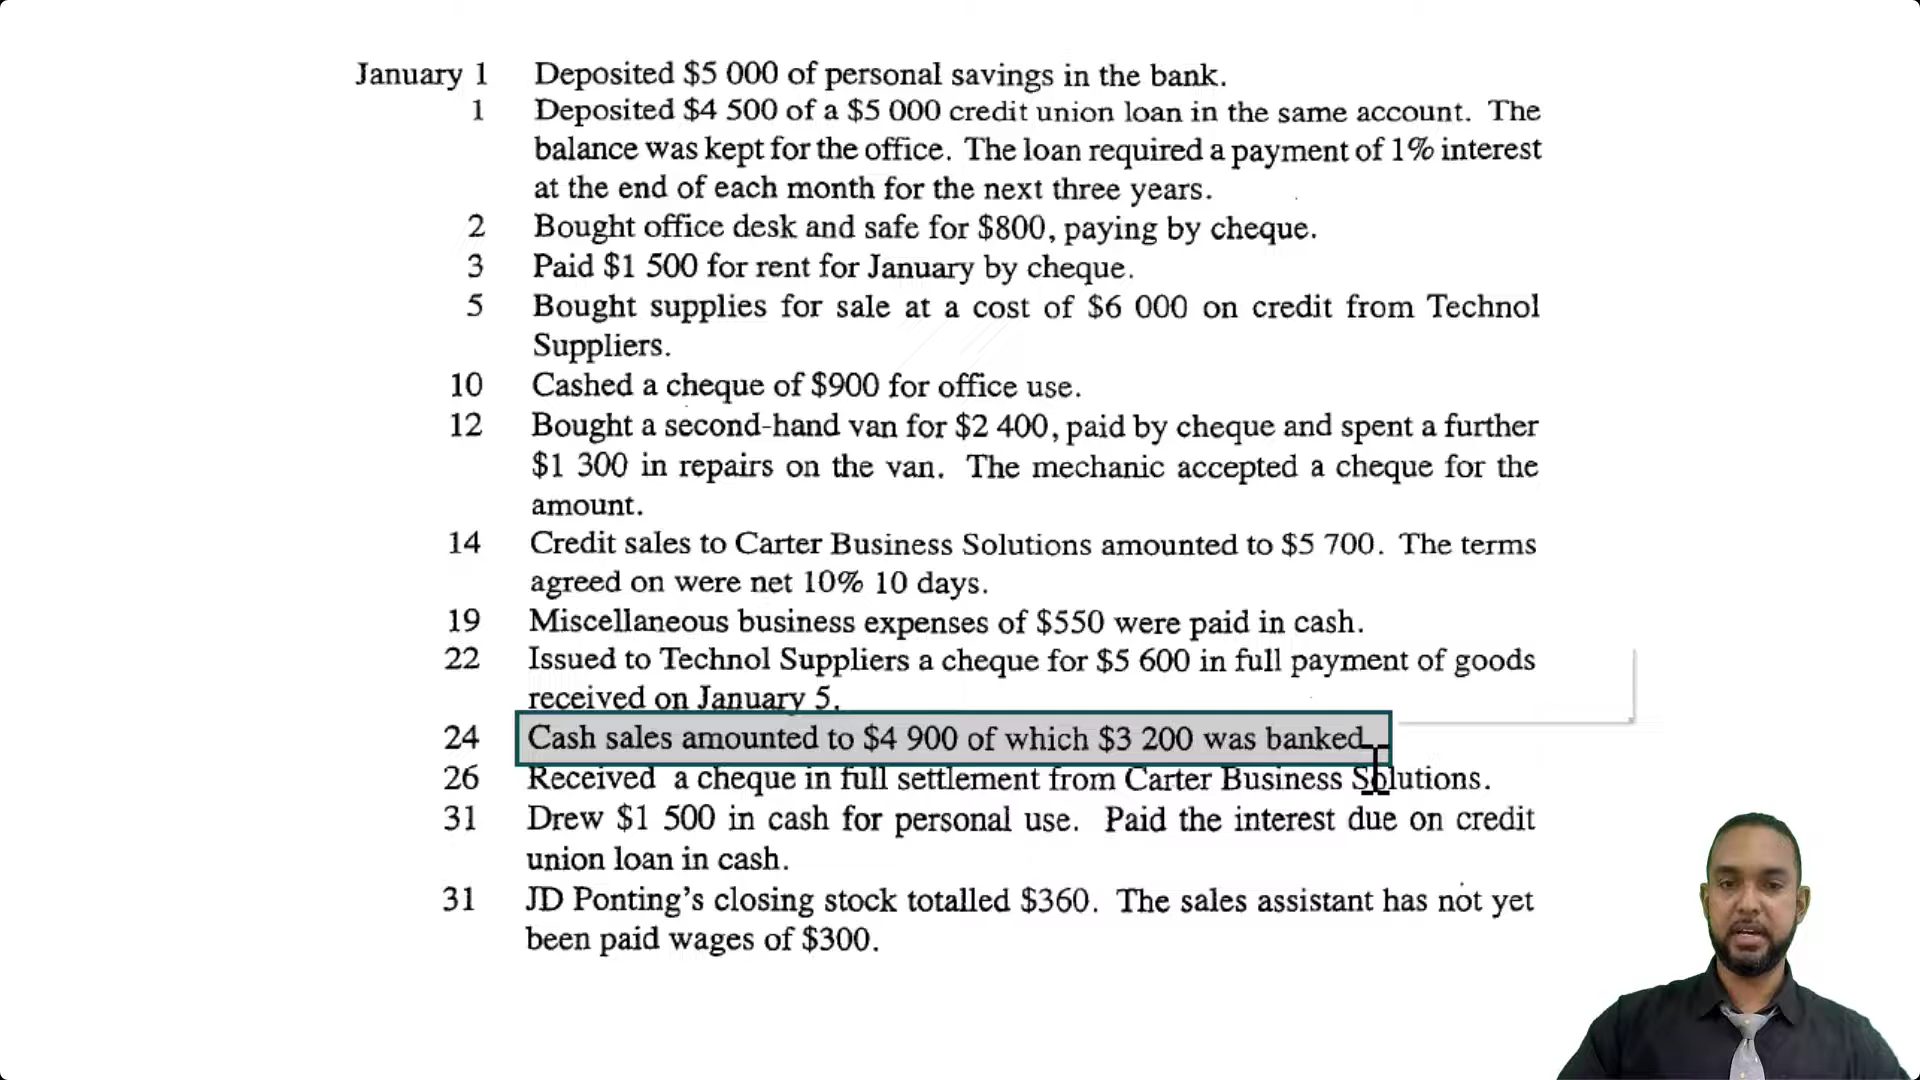 January 1 Deposited $5 000 of personal savings in the bank.
1 Deposited $4 500 of a $5 000 credit union loan in the same account. The
balance was kept for the office. The loan required a payment of 1% interest
at the end of each month for the next three years.
2 Bought office desk and safe for $800, paying by cheque.
3 Paid $1 500 for rent for January by cheque.
5 Bought supplies for sale at a cost of $6 000 on credit from Technol
Suppliers.
10 Cashed a cheque of $900 for office use.
12 Bought a second-hand van for $2 400, paid by cheque and spent a further
$1 300 in repairs on the van. The mechanic accepted a cheque for the
amount.
14 Credit sales to Carter Business Solutions amounted to $5 700. The terms
agreed on were net 10% 10 days.
19 Miscellaneous business expenses of $550 were paid in cash.
22 Issued to Technol Suppliers a cheque for $5 600 in full payment of goods
received on January 5.
24 Cash sales amounted to $4 900 of which $3 200 was banked.
26 Received a cheque in full settlement from Carter Business Solutions.
31 Drew $1 500 in cash for personal use. Paid the interest due on credit
union loan in cash.
31 JD Ponting's closing stock totalled $360. The sales assistant has not yet
been paid wages of $300.